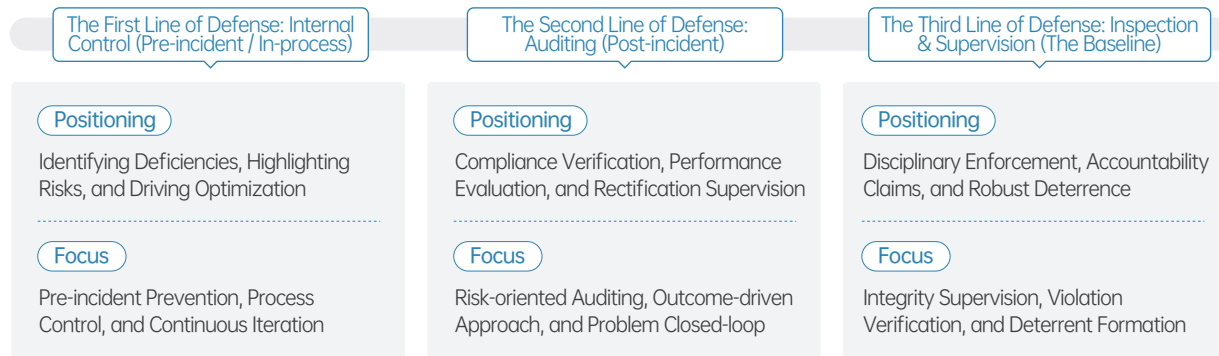 The First Line of Defense: Internal
Control (Pre-incident / In-process)
Positioning
Identifying Deficiencies, Highlighting
Risks, and Driving Optimization
Focus
Pre-incident Prevention, Process
Control, and Continuous Iteration
The Second Line of Defense:
Auditing (Post-incident)
Positioning
Compliance Verification, Performance
Evaluation, and Rectification Supervision
Focus
Risk-oriented Auditing, Outcome-driven
Approach, and Problem Closed-loop
The Third Line of Defense: Inspection
& Supervision (The Baseline)
Positioning
Disciplinary Enforcement, Accountability
Claims, and Robust Deterrence
Focus
Integrity Supervision, Violation
Verification, and Deterrent Formation